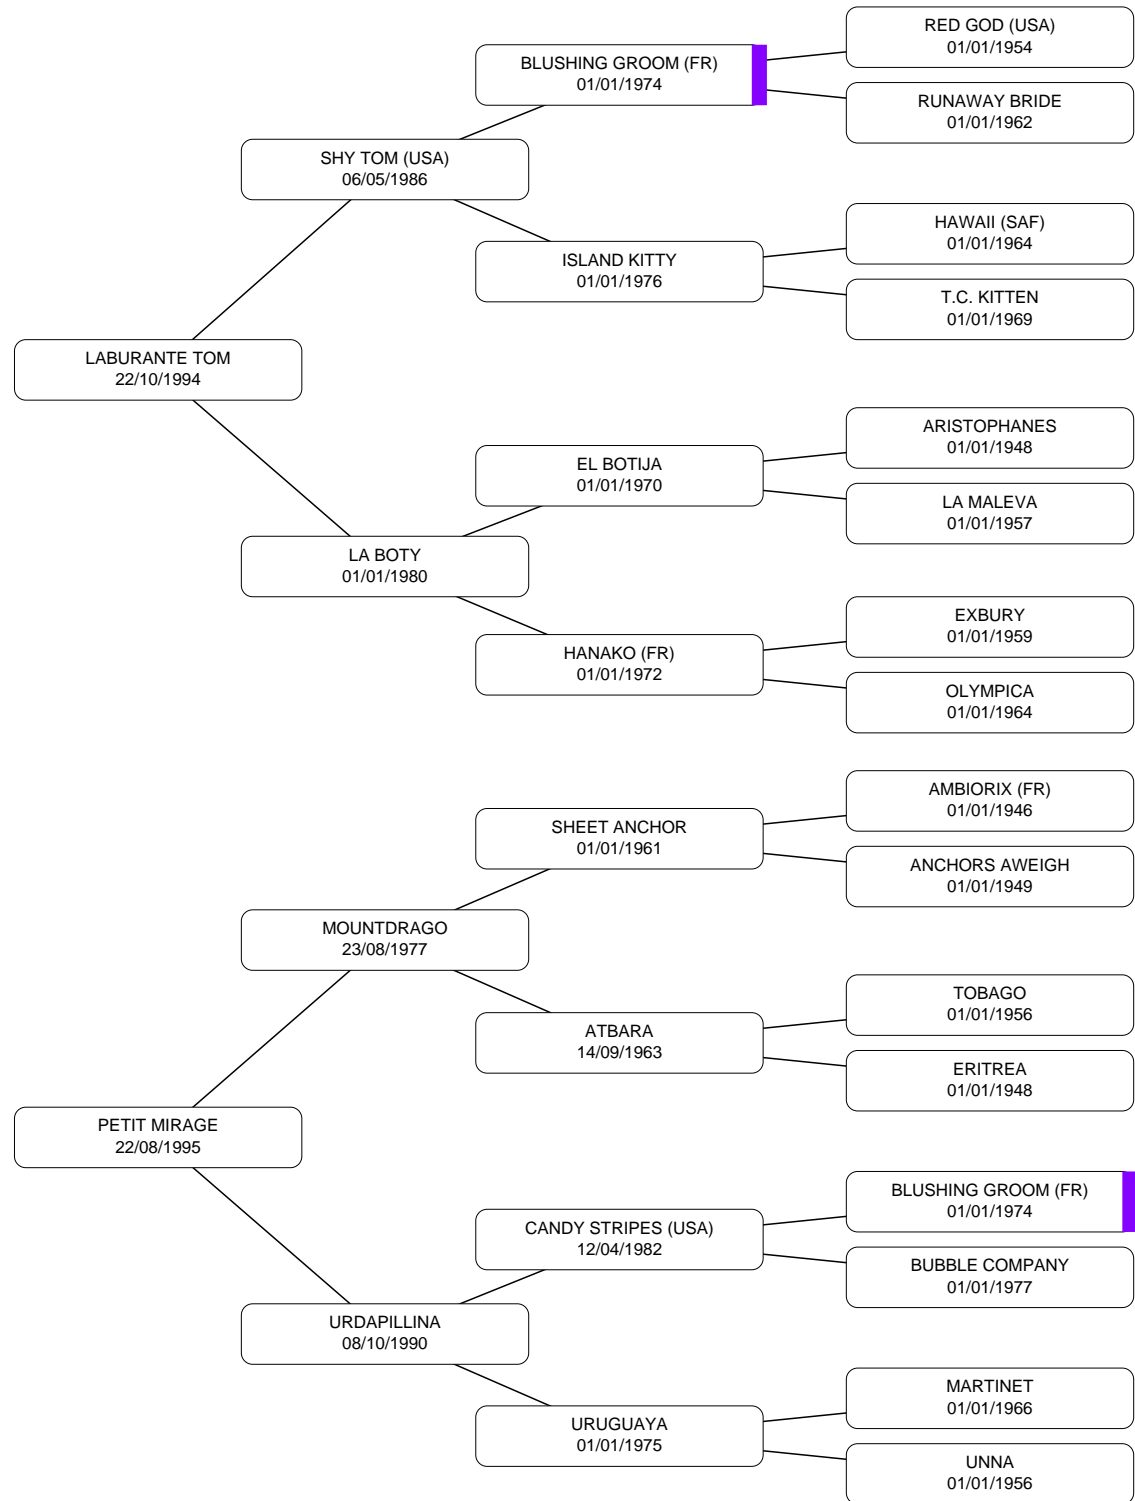 RED GOD (USA)
01/01/1954
BLUSHING GROOM (FR)
01/01/1974
RUNAWAY BRIDE
01/01/1962
SHY TOM (USA)
06/05/1986
HAWAII (SAF)
01/01/1964
ISLAND KITTY
01/01/1976
T.C. KITTEN
01/01/1969
LABURANTE TOM
22/10/1994
ARISTOPHANES
01/01/1948
EL BOTIJA
01/01/1970
LA MALEVA
01/01/1957
LA BOTY
01/01/1980
EXBURY
01/01/1959
HANAKO (FR)
01/01/1972
OLYMPICA
01/01/1964
AMBIORIX (FR)
01/01/1946
SHEET ANCHOR
01/01/1961
ANCHORS AWEIGH
01/01/1949
MOUNTDRAGO
23/08/1977
TOBAGO
01/01/1956
ATBARA
14/09/1963
ERITREA
01/01/1948
PETIT MIRAGE
22/08/1995
BLUSHING GROOM (FR)
01/01/1974
CANDY STRIPES (USA)
12/04/1982
BUBBLE COMPANY
01/01/1977
URDAPILLINA
08/10/1990
MARTINET
01/01/1966
URUGUAYA
01/01/1975
UNNA
01/01/1956